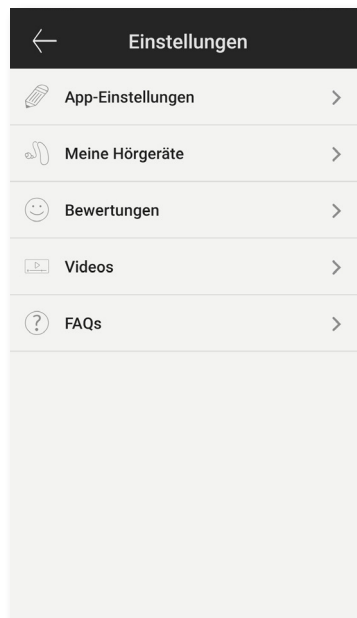 Einstellungen
App-Einstellungen
Meine Hörgeräte
Bewertungen
Videos
? FAQs